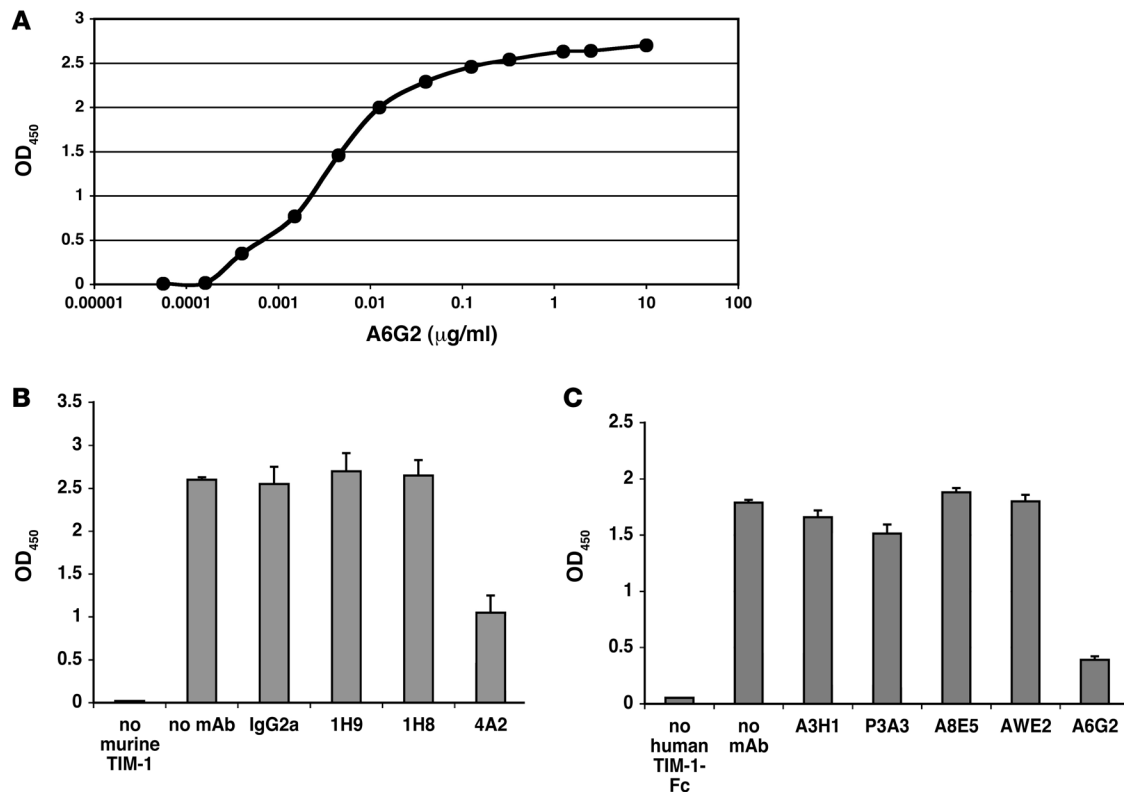 A
3
2.5
2
1.5
1
0.5
0
OD450
0.00001 0.0001 0.001 0.01 0.1 1 10 100
A6G2 (μg/ml)
B
3.5
3
2.5
2
1.5
1
0.5
0
OD450
no murine TIM-1 no mAb IgG2a 1H9 1H8 4A2
C
2.5
2
1.5
1
0.5
0
OD450
no human TIM-1-Fc no mAb A3H1 P3A3 A8E5 AWE2 A6G2